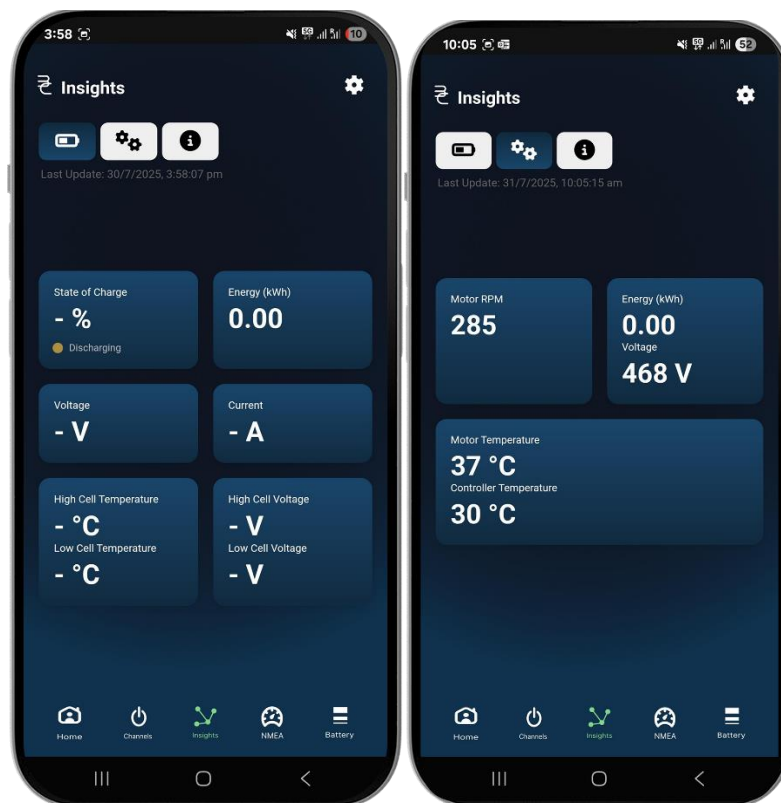 3:58
10
Insights
Last Update: 30/7/2025, 3:58:07 pm
State of Charge
- %
Discharging
Energy (kWh)
0.00
Voltage
- V
Current
- A
High Cell Temperature
- °C
Low Cell Temperature
- °C
High Cell Voltage
- V
Low Cell Voltage
- V
Home
Channels
Insights
NMEA
Battery
10:05
52
Insights
Last Update: 31/7/2025, 10:05:15 am
Motor RPM
285
Energy (kWh)
0.00
Voltage
468 V
Motor Temperature
37 °C
Controller Temperature
30 °C
Home
Channels
Insights
NMEA
Battery